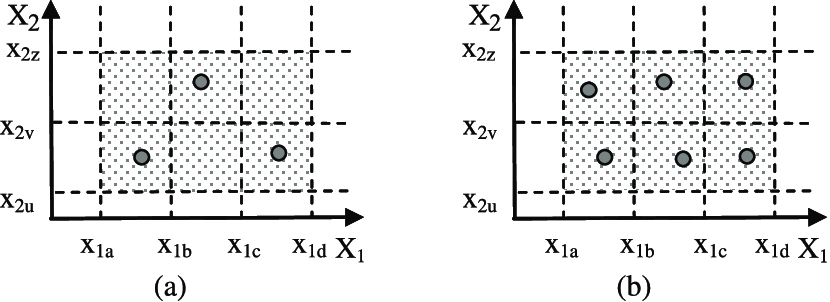 X2 X2
x2z x2z
x2v x2v
x2u x2u
x1a x1b x1c x1d X1 x1a x1b x1c x1d X1
(a) (b)